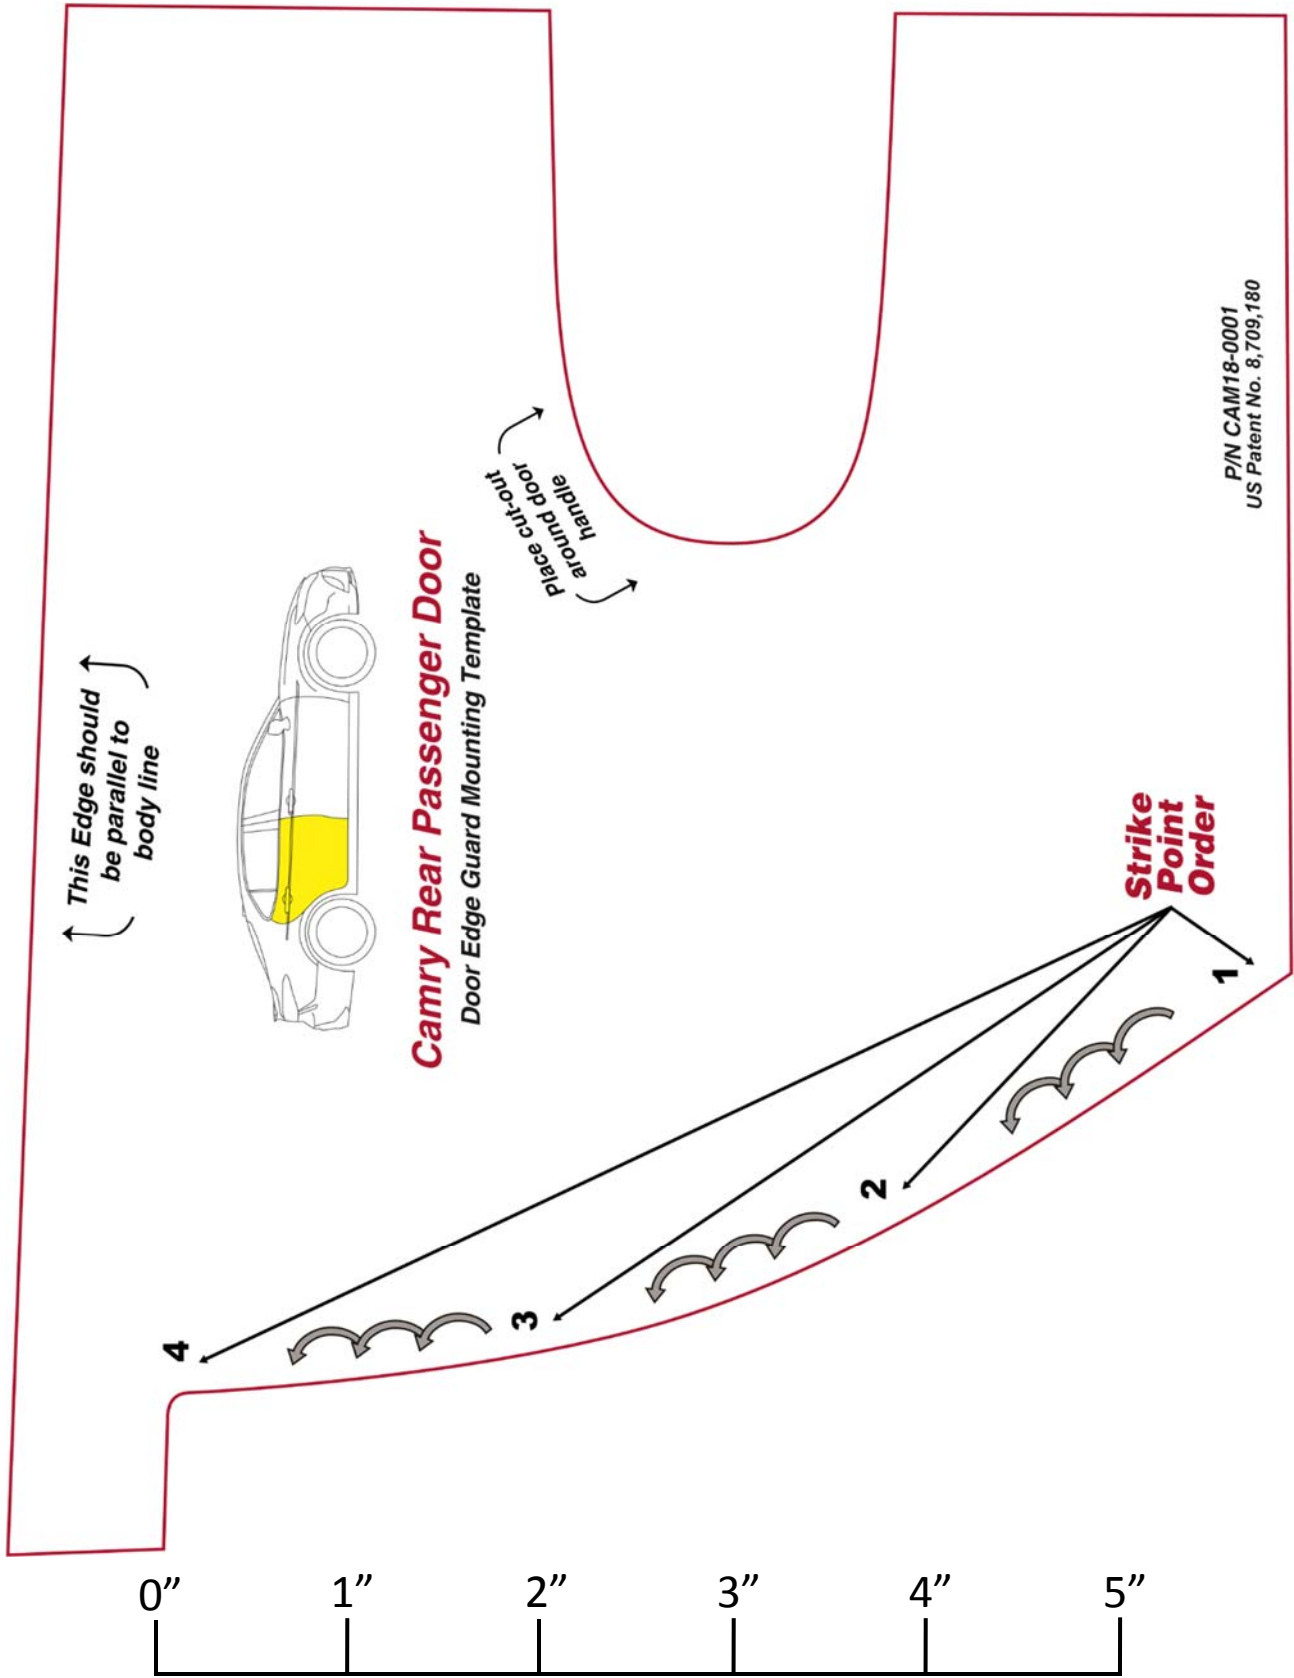 This Edge should
be parallel to
body line
Camry Rear Passenger Door
Door Edge Guard Mounting Template
Place cut-out
around door
handle
Strike
Point
Order
1
2
3
4
P/N CAM18-0001
US Patent No. 8,709,180
0” 1” 2” 3” 4” 5”